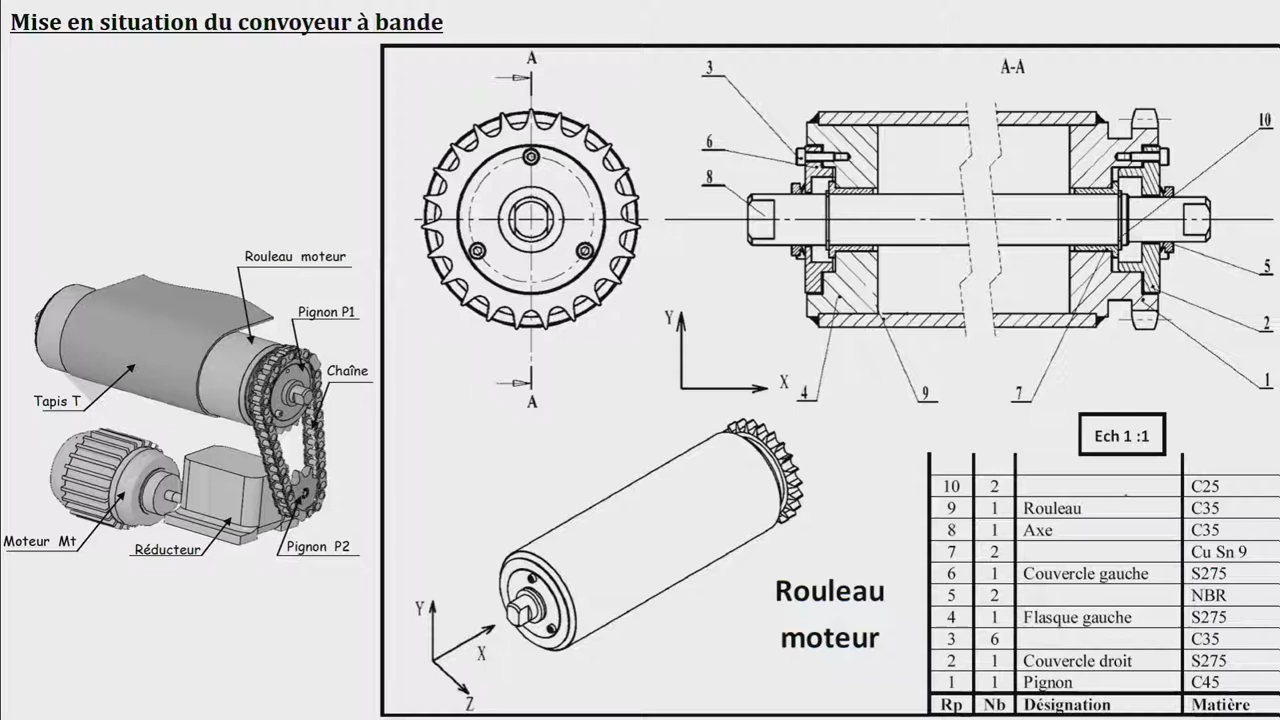 Mise en situation du convoyeur à bande
Rouleau moteur
Pignon P1
Chaîne
Tapis T
Moteur Mt
Réducteur
Pignon P2
A
A
A-A
3
6
8
10
5
2
1
4
9
7
Y
X
Ech 1 :1
Y
X
Z
Rouleau
moteur
10 2 C25
9 1 Rouleau C35
8 1 Axe C35
7 2 Cu Sn 9
6 1 Couvercle gauche S275
5 2 NBR
4 1 Flasque gauche S275
3 6 C35
2 1 Couvercle droit S275
1 1 Pignon C45
Rp Nb Désignation Matière